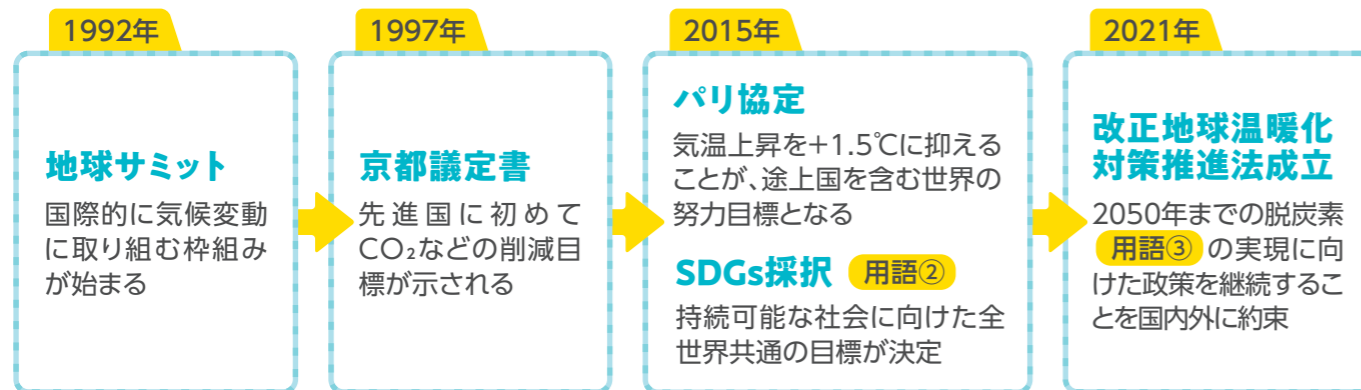 1992年
地球サミット
国際的に気候変動
に取り組む枠組み
が始まる
1997年
京都議定書
先進国に初めて
CO₂などの削減目
標が示される
2015年
パリ協定
気温上昇を+1.5℃に抑える
ことが、途上国を含む世界の
努力目標となる
SDGs採択 用語②
持続可能な社会に向けた全
世界共通の目標が決定
2021年
改正地球温暖化
対策推進法成立
2050年までの脱炭素
用語③ の実現に向
けた政策を継続するこ
とを国内外に約束